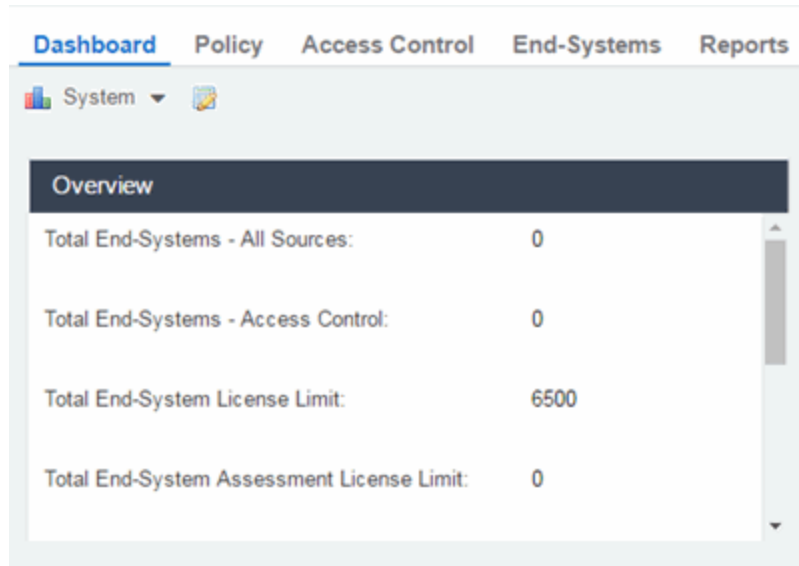 Dashboard Policy Access Control End-Systems Reports
System
Overview
Total End-Systems - All Sources: 0
Total End-Systems - Access Control: 0
Total End-System License Limit: 6500
Total End-System Assessment License Limit: 0